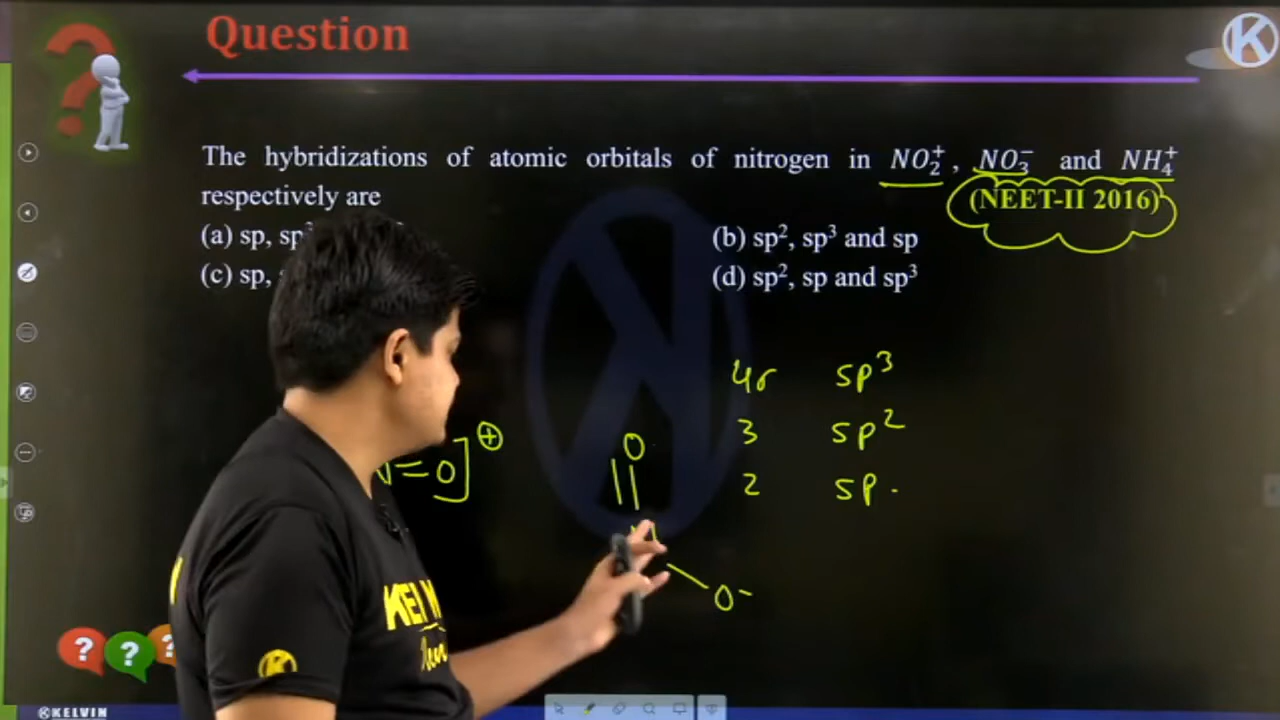 Question
The hybridizations of atomic orbitals of nitrogen in NO₂⁺, NO₃⁻ and NH₄⁺
respectively are
(NEET-II 2016)
(a) sp,
(b) sp², sp³ and sp
(c) sp,
(d) sp², sp and sp³
4σ sp³
3 sp²
2 sp.
=O]⊕
O
O-
KELVIN